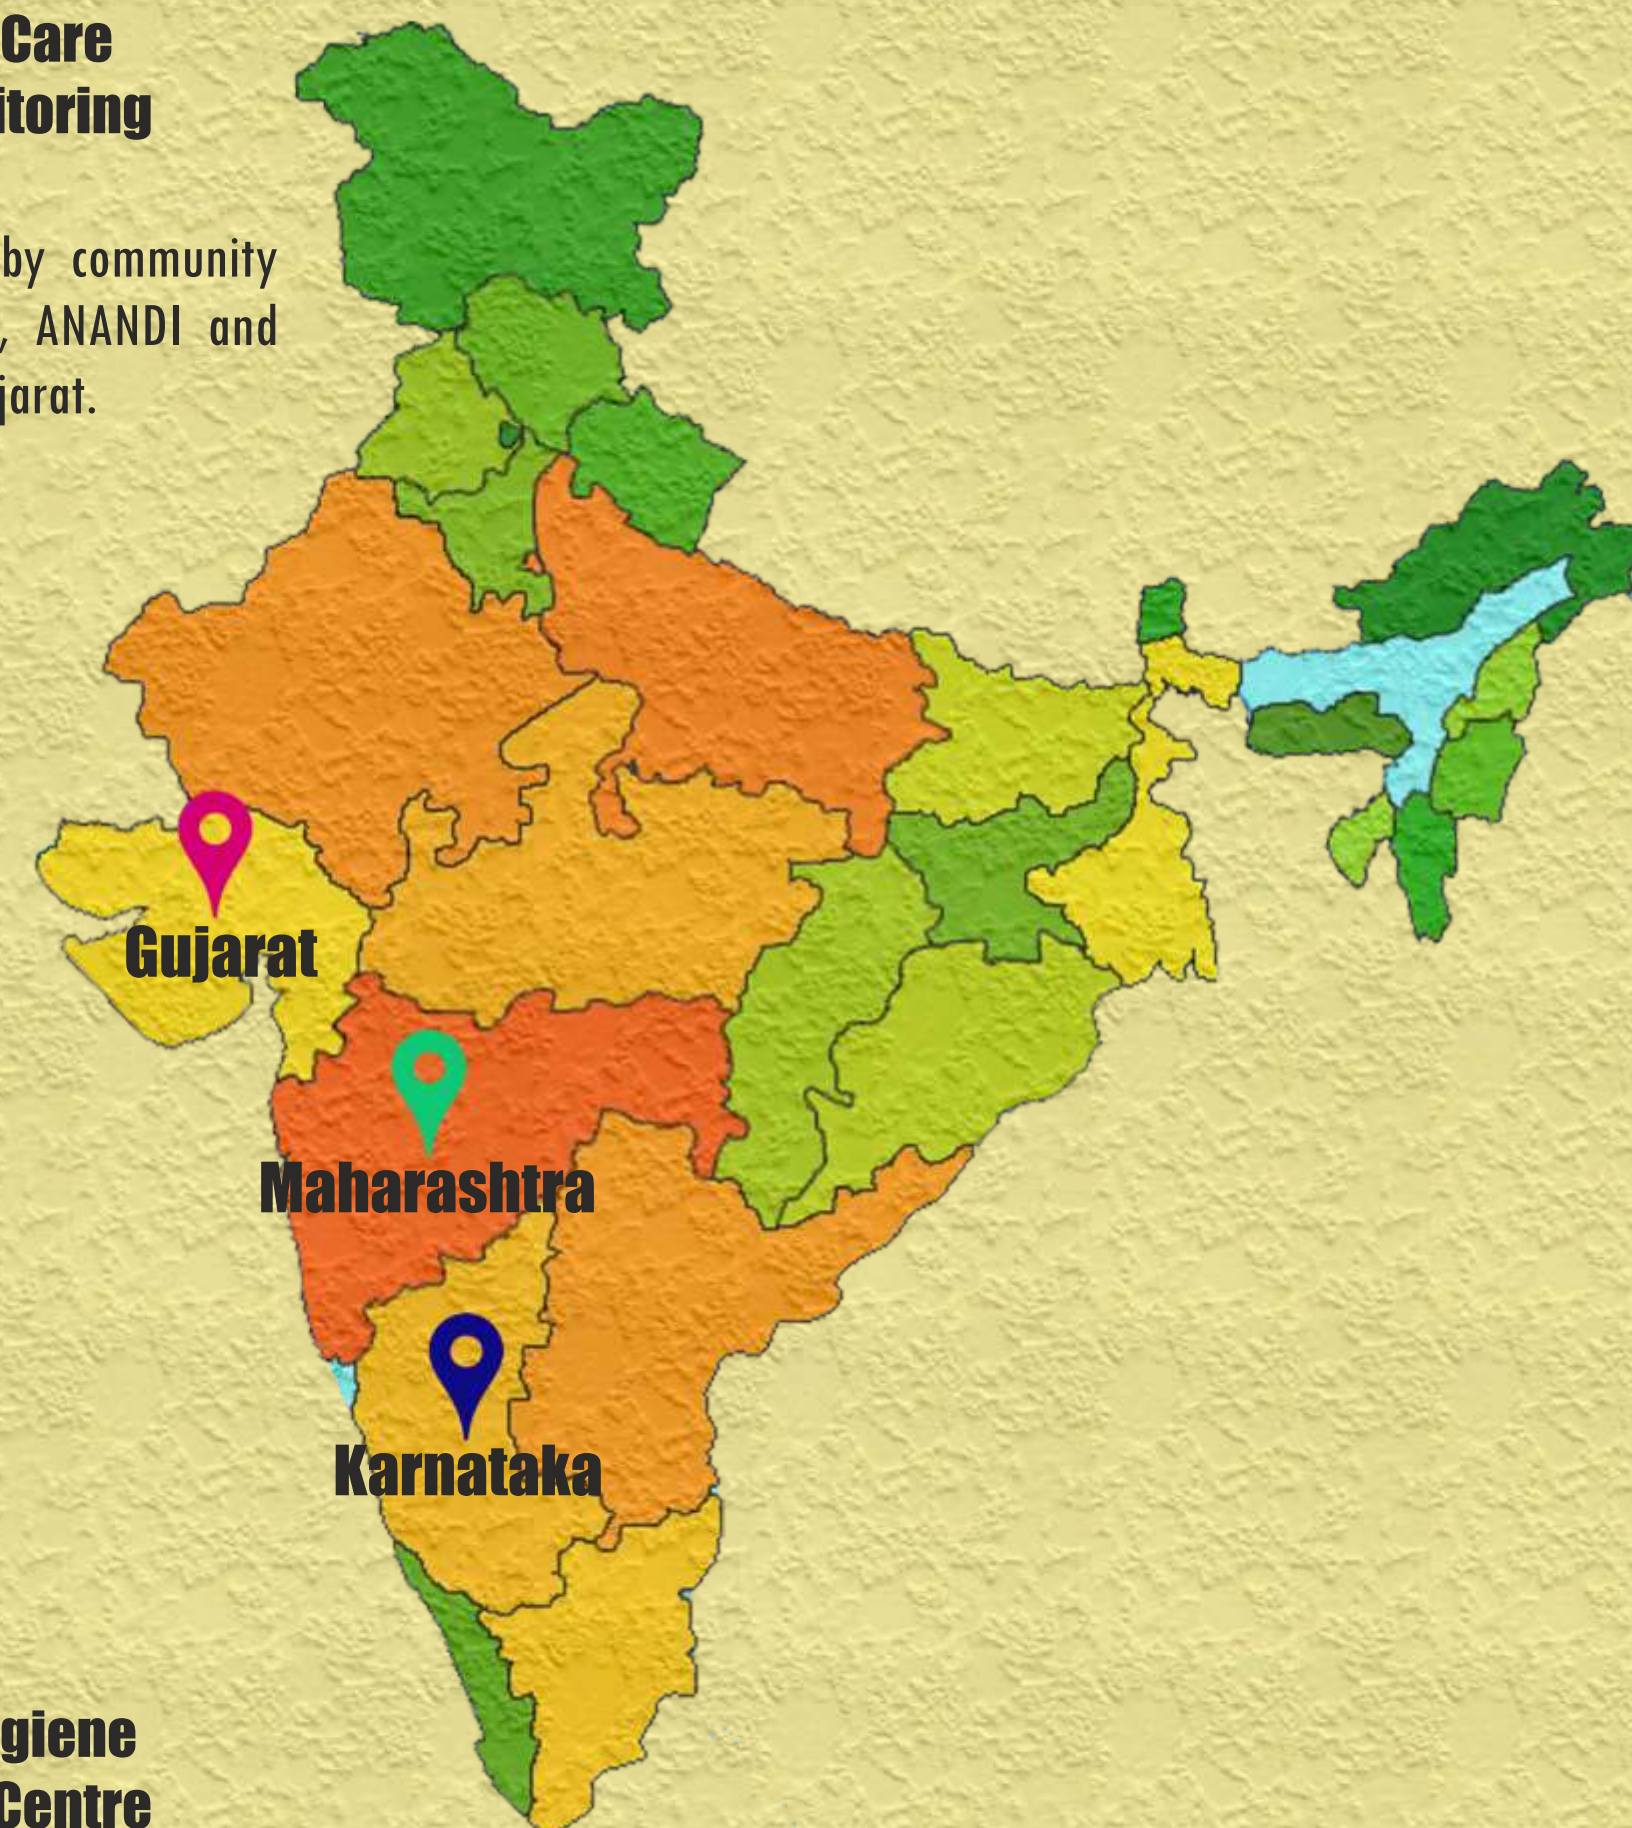 Care
itoring
by community
, ANANDI and
jarat.
Gujarat
Maharashtra
Karnataka
giene
Centre